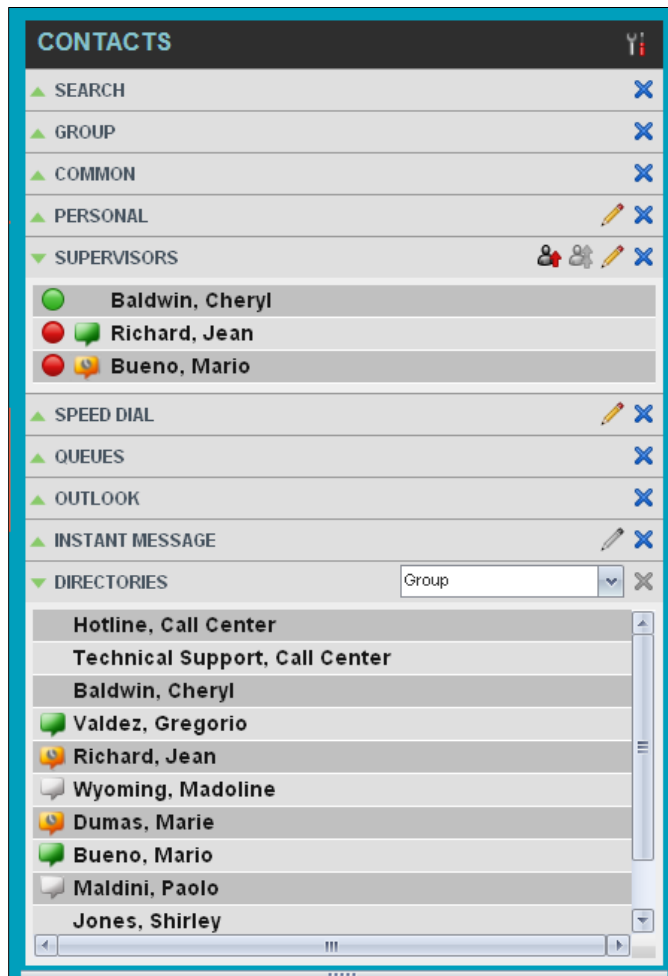 CONTACTS
SEARCH
GROUP
COMMON
PERSONAL
SUPERVISORS
Baldwin, Cheryl
Richard, Jean
Bueno, Mario
SPEED DIAL
QUEUES
OUTLOOK
INSTANT MESSAGE
DIRECTORIES Group
Hotline, Call Center
Technical Support, Call Center
Baldwin, Cheryl
Valdez, Gregorio
Richard, Jean
Wyoming, Madoline
Dumas, Marie
Bueno, Mario
Maldini, Paolo
Jones, Shirley